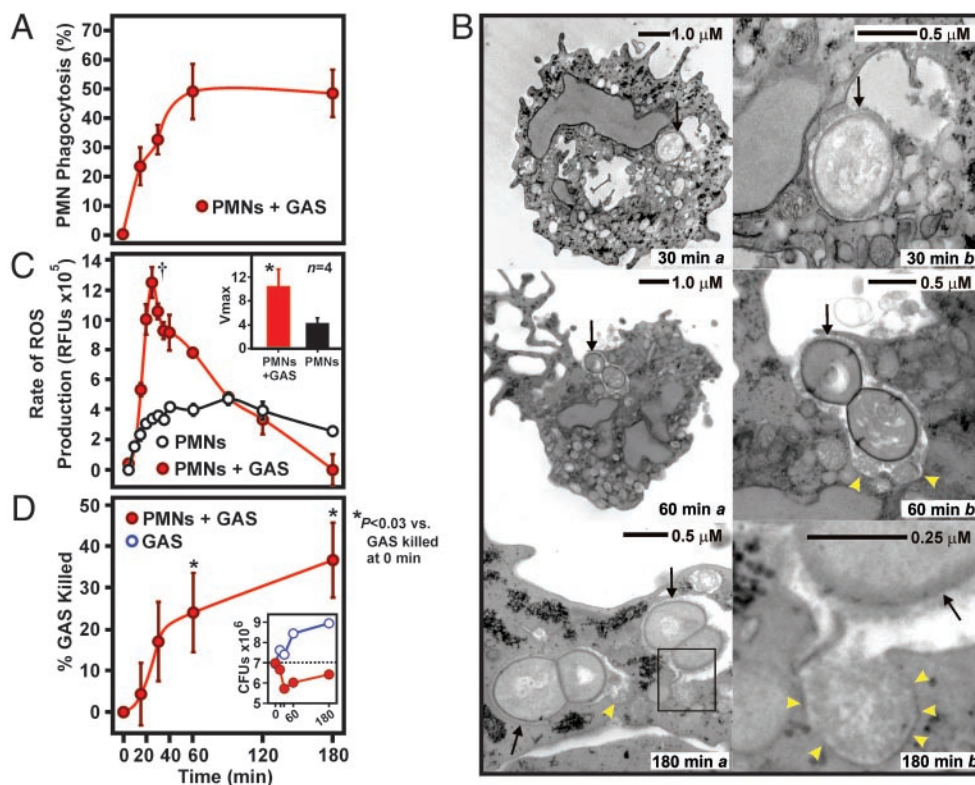 A
PMN Phagocytosis (%)
70
60
50
40
30
20
10
0
PMNs + GAS
B
1.0 μM
30 min a
0.5 μM
30 min b
1.0 μM
60 min a
0.5 μM
60 min b
0.5 μM
180 min a
0.25 μM
180 min b
C
Rate of ROS
Production (RFUs x10⁵)
14
12
10
8
6
4
2
0
†
Vmax
12
8
4
0
*
n=4
PMNs
+GAS
PMNs
PMNs
PMNs + GAS
D
% GAS Killed
50
40
30
20
10
0
PMNs + GAS
GAS
*
*
*P<0.03 vs.
GAS killed
at 0 min
CFUs x10⁶
9
8
7
6
5
0
60
180
0
20
40
60
80
120
180
Time (min)